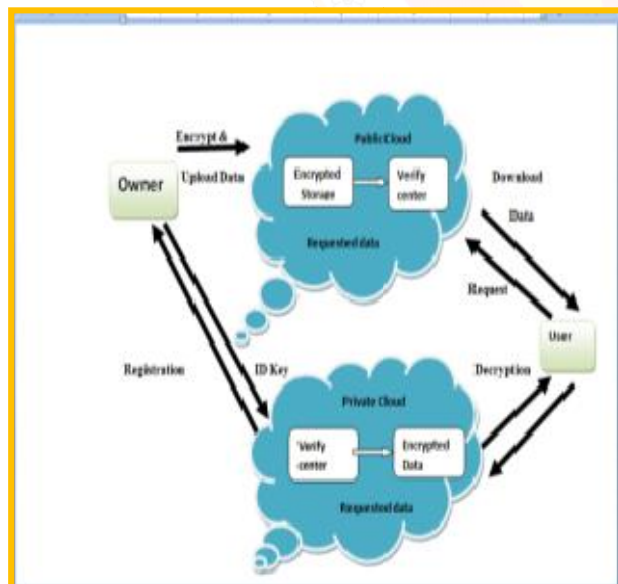 Encrypt &
Upload Data
Owner
Public Cloud
Encrypted
Storage
Verify
center
Requested data
Download
Data
Request
User
Registration
ID Key
Decryption
Private Cloud
'Verify
-center
Encrypted
Data
Requested data